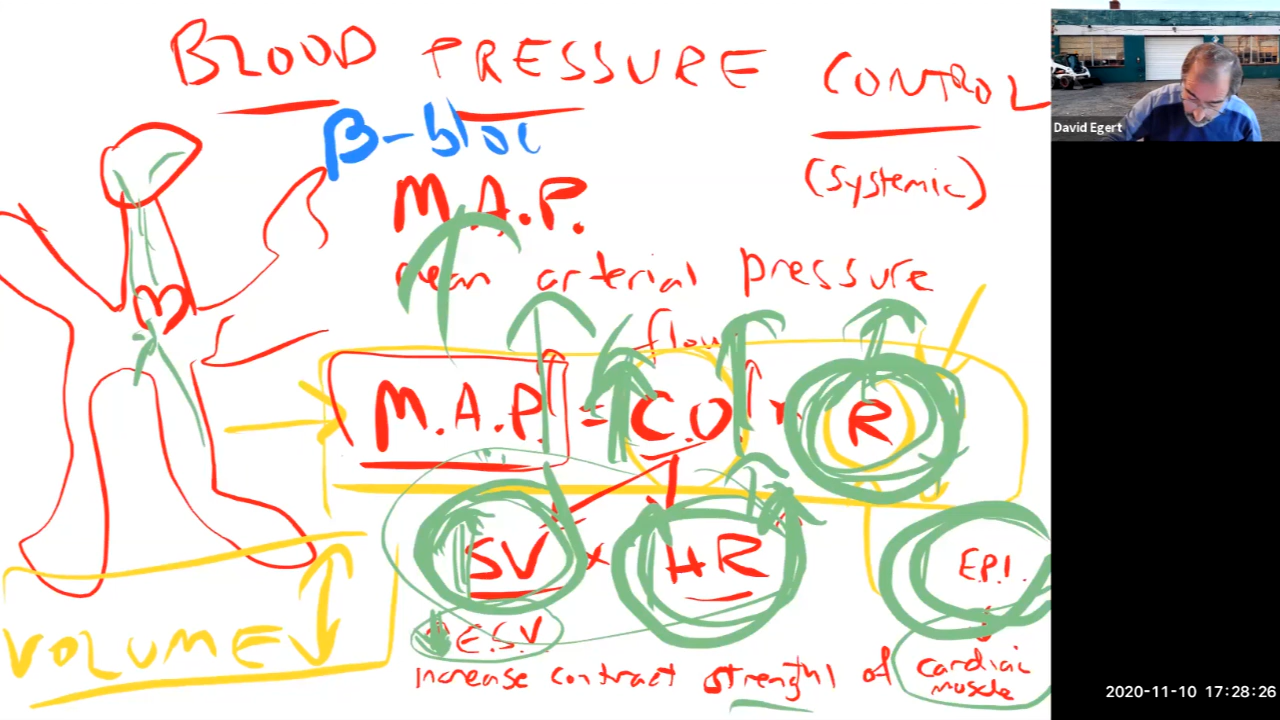 BLOOD PRESSURE CONTROL
β-bloc
(systemic)
M.A.P.
mean arterial pressure
flow
M.A.P. = C.O x R
SV x HR
E.P.I.
VOLUME
E.S.V
increase contract strenght of cardiac muscle
David Egert
2020-11-10 17:28:26